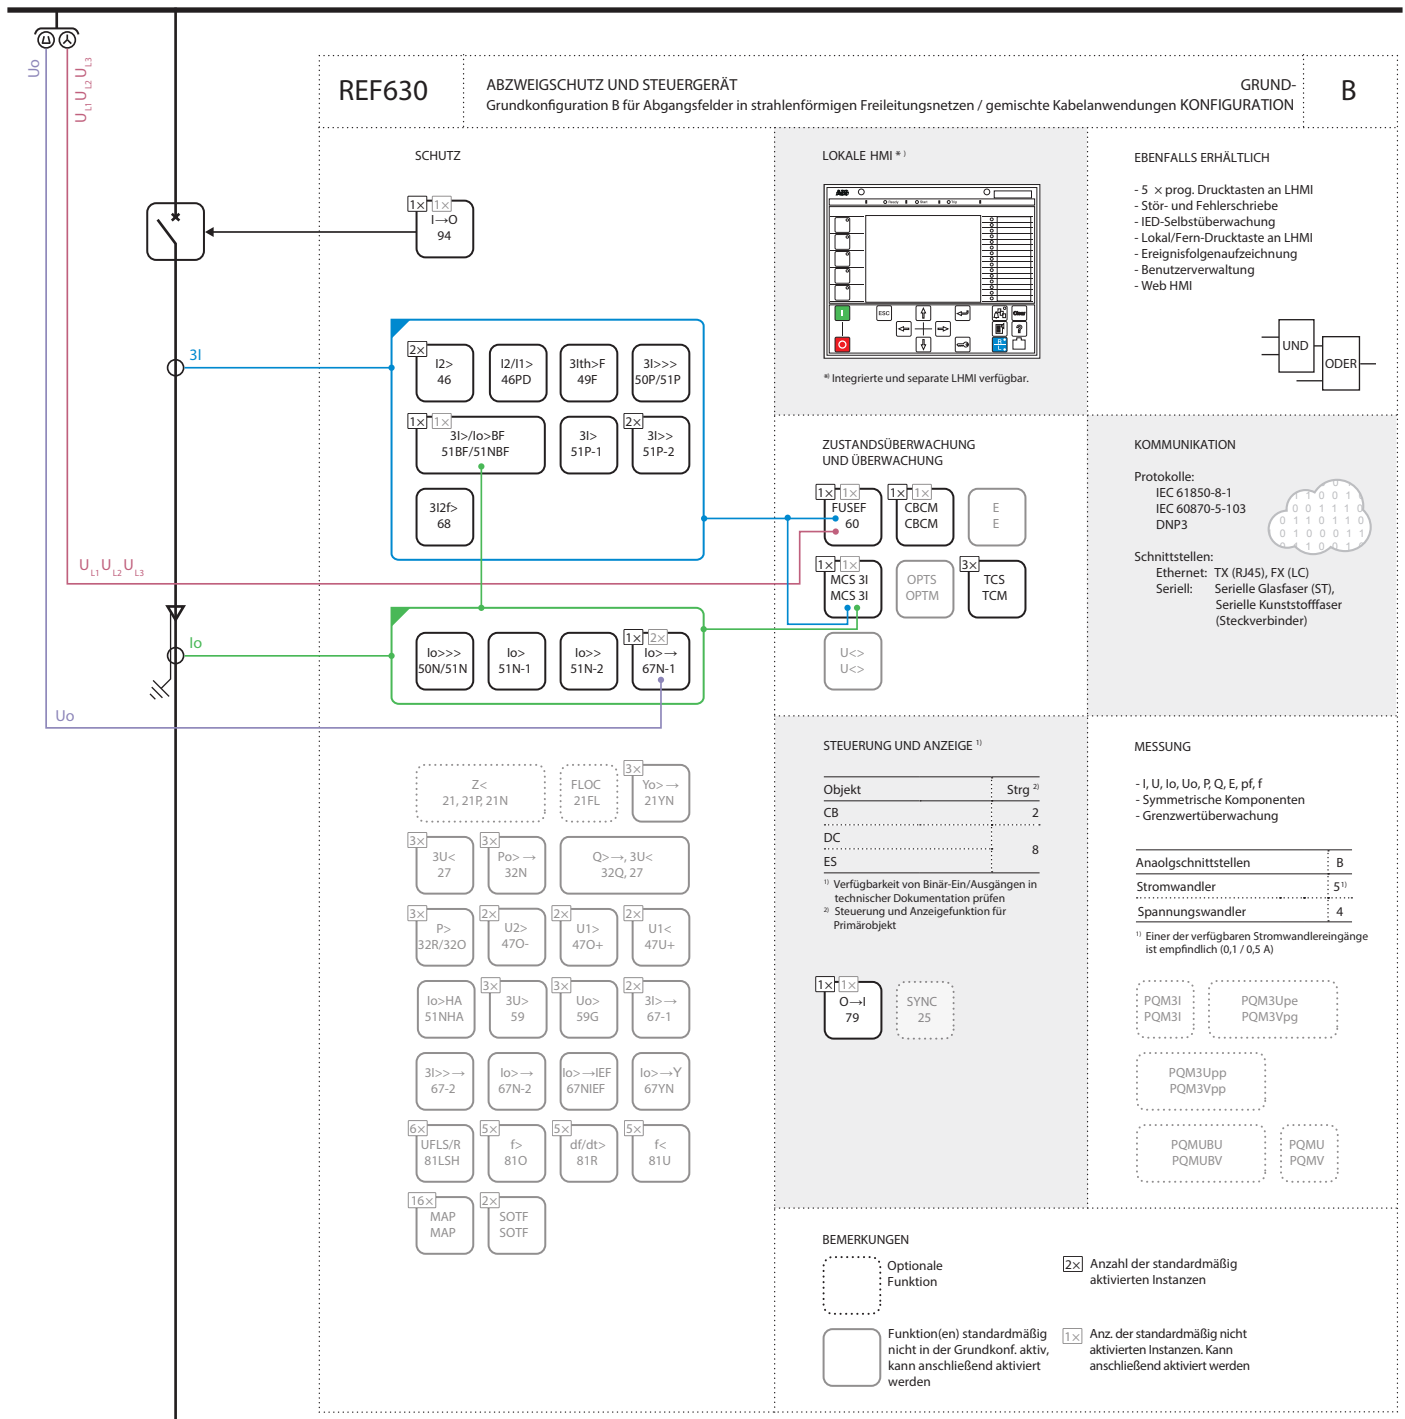 Uo
U L1 U L2 U L3
REF630
ABZWEIGSCHUTZ UND STEUERGERÄT
GRUND-
Grundkonfiguration B für Abgangsfelder in strahlenförmigen Freileitungsnetzen / gemischte Kabelanwendungen KONFIGURATION
B
SCHUTZ
1× 1×
I→O
94
3I
2×
I2>
46
I2/I1>
46PD
3Ith>F
49F
3I>>>
50P/51P
1× 1×
3I>/Io>BF
51BF/51NBF
3I>
51P-1
2×
3I>>
51P-2
3I2f>
68
U L1 U L2 U L3
Io
Io>>>
50N/51N
Io>
51N-1
Io>>
51N-2
1× 2×
Io>→
67N-1
Uo
Z<
21, 21P, 21N
FLOC
21FL
3×
Yo>→
21YN
3×
3U<
27
3×
Po>→
32N
Q>→, 3U<
32Q, 27
3×
P>
32R/32O
2×
U2>
47O-
2×
U1>
47O+
2×
U1<
47U+
Io>HA
51NHA
3×
3U>
59
3×
Uo>
59G
2×
3I>→
67-1
3I>>→
67-2
Io>→
67N-2
Io>→IEF
67NIEF
Io>→Y
67YN
6×
UFLS/R
81LSH
5×
f>
81O
5×
df/dt>
81R
5×
f<
81U
16×
MAP
MAP
2×
SOTF
SOTF
LOKALE HMI *)
ABB
Ready Start Trip
ESC
I
O
Clear
?
R
L
*) Integrierte und separate LHMI verfügbar.
EBENFALLS ERHÄLTLICH
- 5 × prog. Drucktasten an LHMI
- Stör- und Fehlerschriebe
- IED-Selbstüberwachung
- Lokal/Fern-Drucktaste an LHMI
- Ereignisfolgenaufzeichnung
- Benutzerverwaltung
- Web HMI
UND
ODER
ZUSTANDSÜBERWACHUNG
UND ÜBERWACHUNG
1× 1×
FUSEF
60
1× 1×
CBCM
CBCM
E
E
1× 1×
MCS 3I
MCS 3I
OPTS
OPTM
3×
TCS
TCM
U<>
U<>
KOMMUNIKATION
Protokolle:
IEC 61850-8-1
IEC 60870-5-103
DNP3
Schnittstellen:
Ethernet: TX (RJ45), FX (LC)
Seriell: Serielle Glasfaser (ST),
Serielle Kunststofffaser
(Steckverbinder)
STEUERUNG UND ANZEIGE 1)
Objekt Strg 2)
CB 2
DC
8
ES
1) Verfügbarkeit von Binär-Ein/Ausgängen in
technischer Dokumentation prüfen
2) Steuerung und Anzeigefunktion für
Primärobjekt
1× 1×
O→I
79
SYNC
25
MESSUNG
- I, U, Io, Uo, P, Q, E, pf, f
- Symmetrische Komponenten
- Grenzwertüberwachung
Anaolgschnittstellen B
Stromwandler 5 1)
Spannungswandler 4
1) Einer der verfügbaren Stromwandlereingänge
ist empfindlich (0,1 / 0,5 A)
PQM3I
PQM3I
PQM3Upe
PQM3Vpg
PQM3Upp
PQM3Vpp
PQMUBU
PQMUBV
PQMU
PQMV
BEMERKUNGEN
Optionale
Funktion
2× Anzahl der standardmäßig
aktivierten Instanzen
Funktion(en) standardmäßig
nicht in der Grundkonf. aktiv,
kann anschließend aktiviert
werden
1× Anz. der standardmäßig nicht
aktivierten Instanzen. Kann
anschließend aktiviert werden